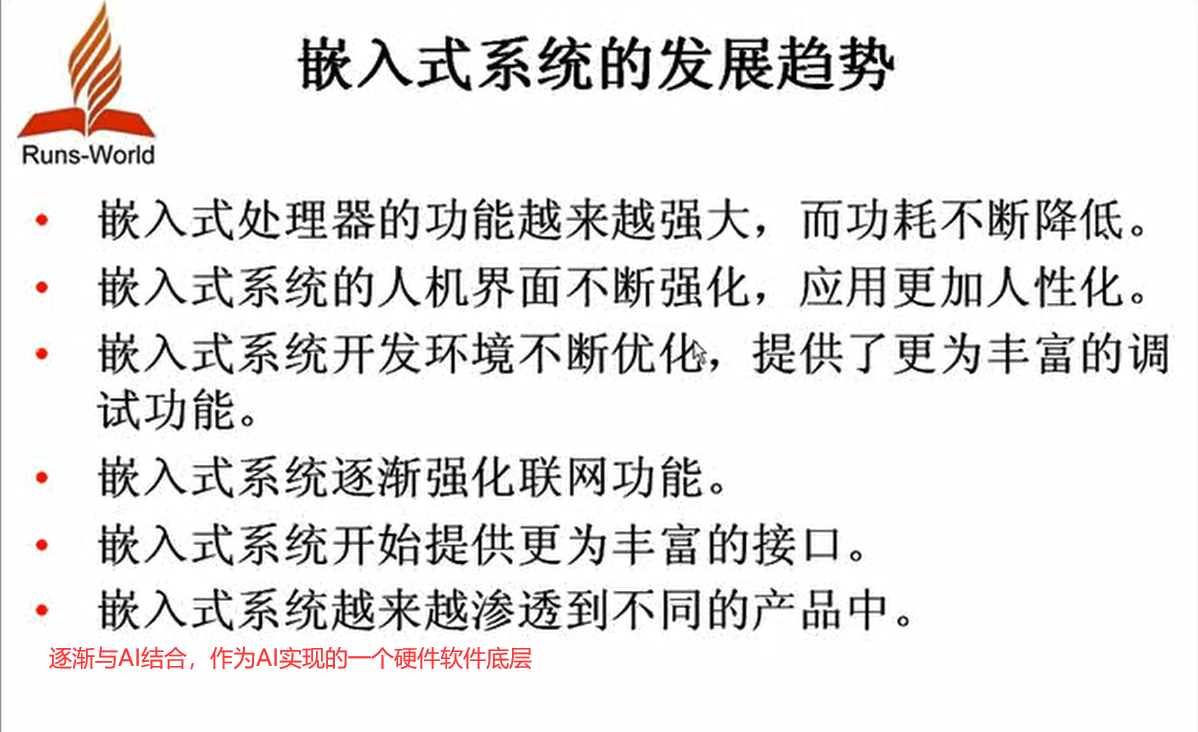 嵌入式系统的发展趋势
Runs-World
嵌入式处理器的功能越来越强大，而功耗不断降低。
嵌入式系统的人机界面不断强化，应用更加人性化。
嵌入式系统开发环境不断优化，提供了更为丰富的调
试功能。
嵌入式系统逐渐强化联网功能。
嵌入式系统开始提供更为丰富的接口。
嵌入式系统越来越渗透到不同的产品中。
逐渐与AI结合，作为AI实现的一个硬件软件底层